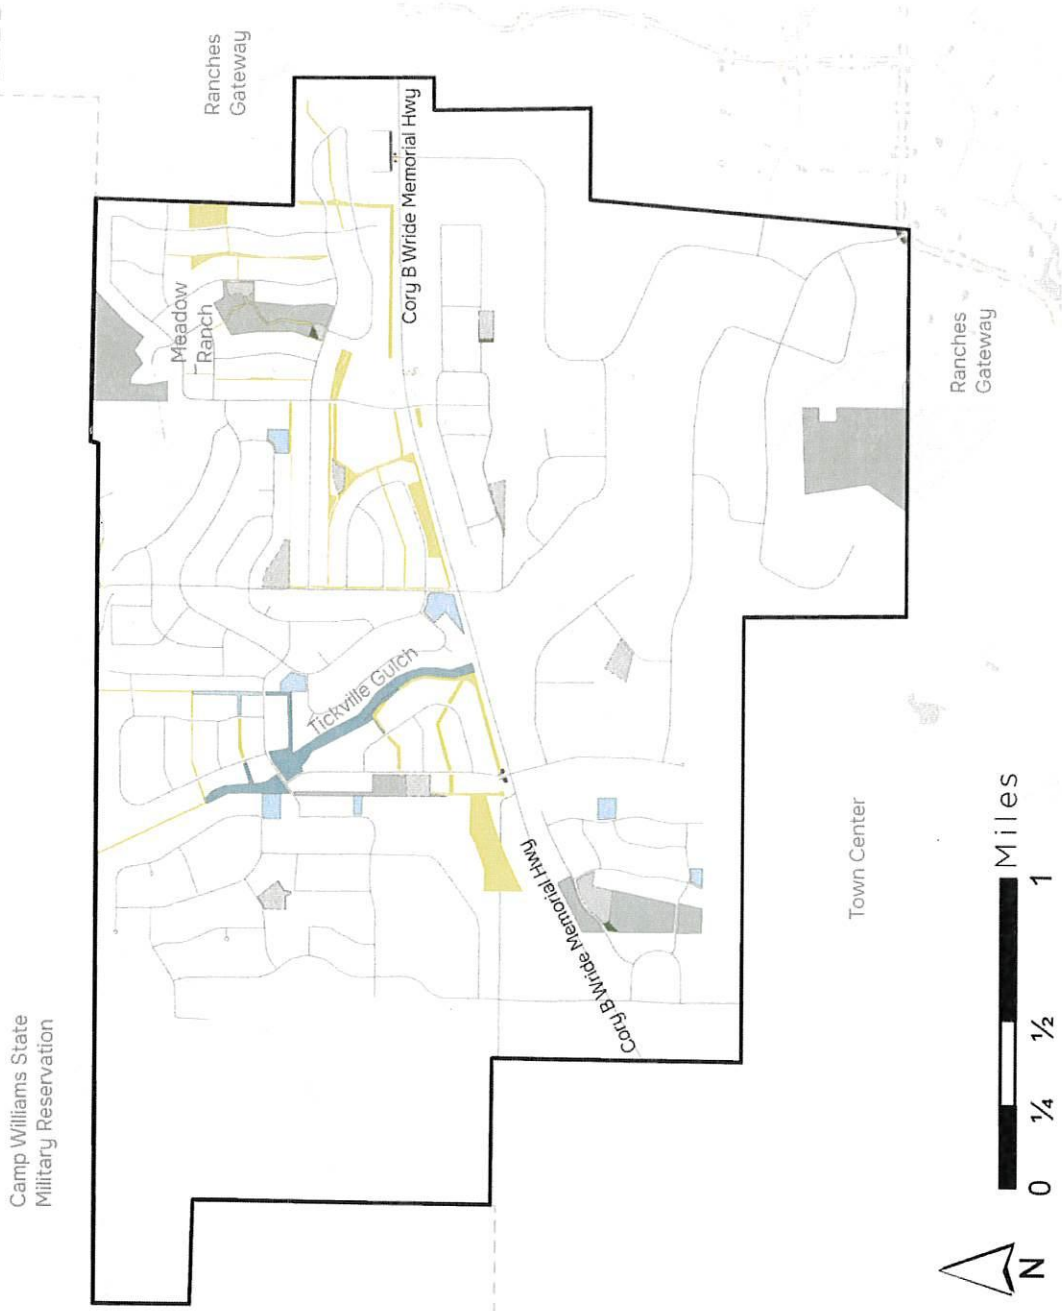 Camp Williams State
Military Reservation
Ranches
Gateway
Meadow
Ranch
Cory B Wride Memorial Hwy
Tickville Gulch
Cory B Wride Memorial Hwy
Ranches
Gateway
Town Center
N
0
¼
½
1
Miles